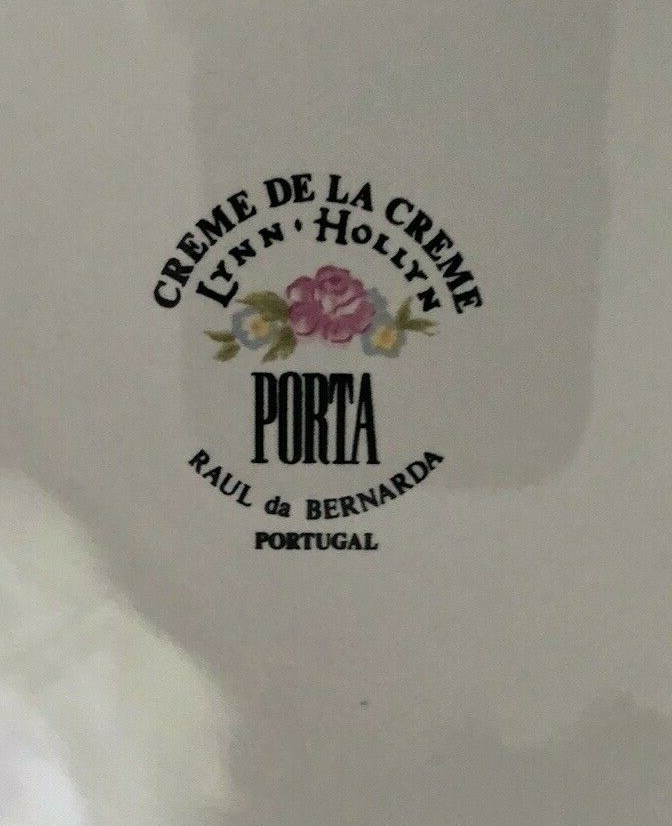 CREME DE LA CREME
LYNN · HOLLYN
PORTA
RAUL da BERNARDA
PORTUGAL